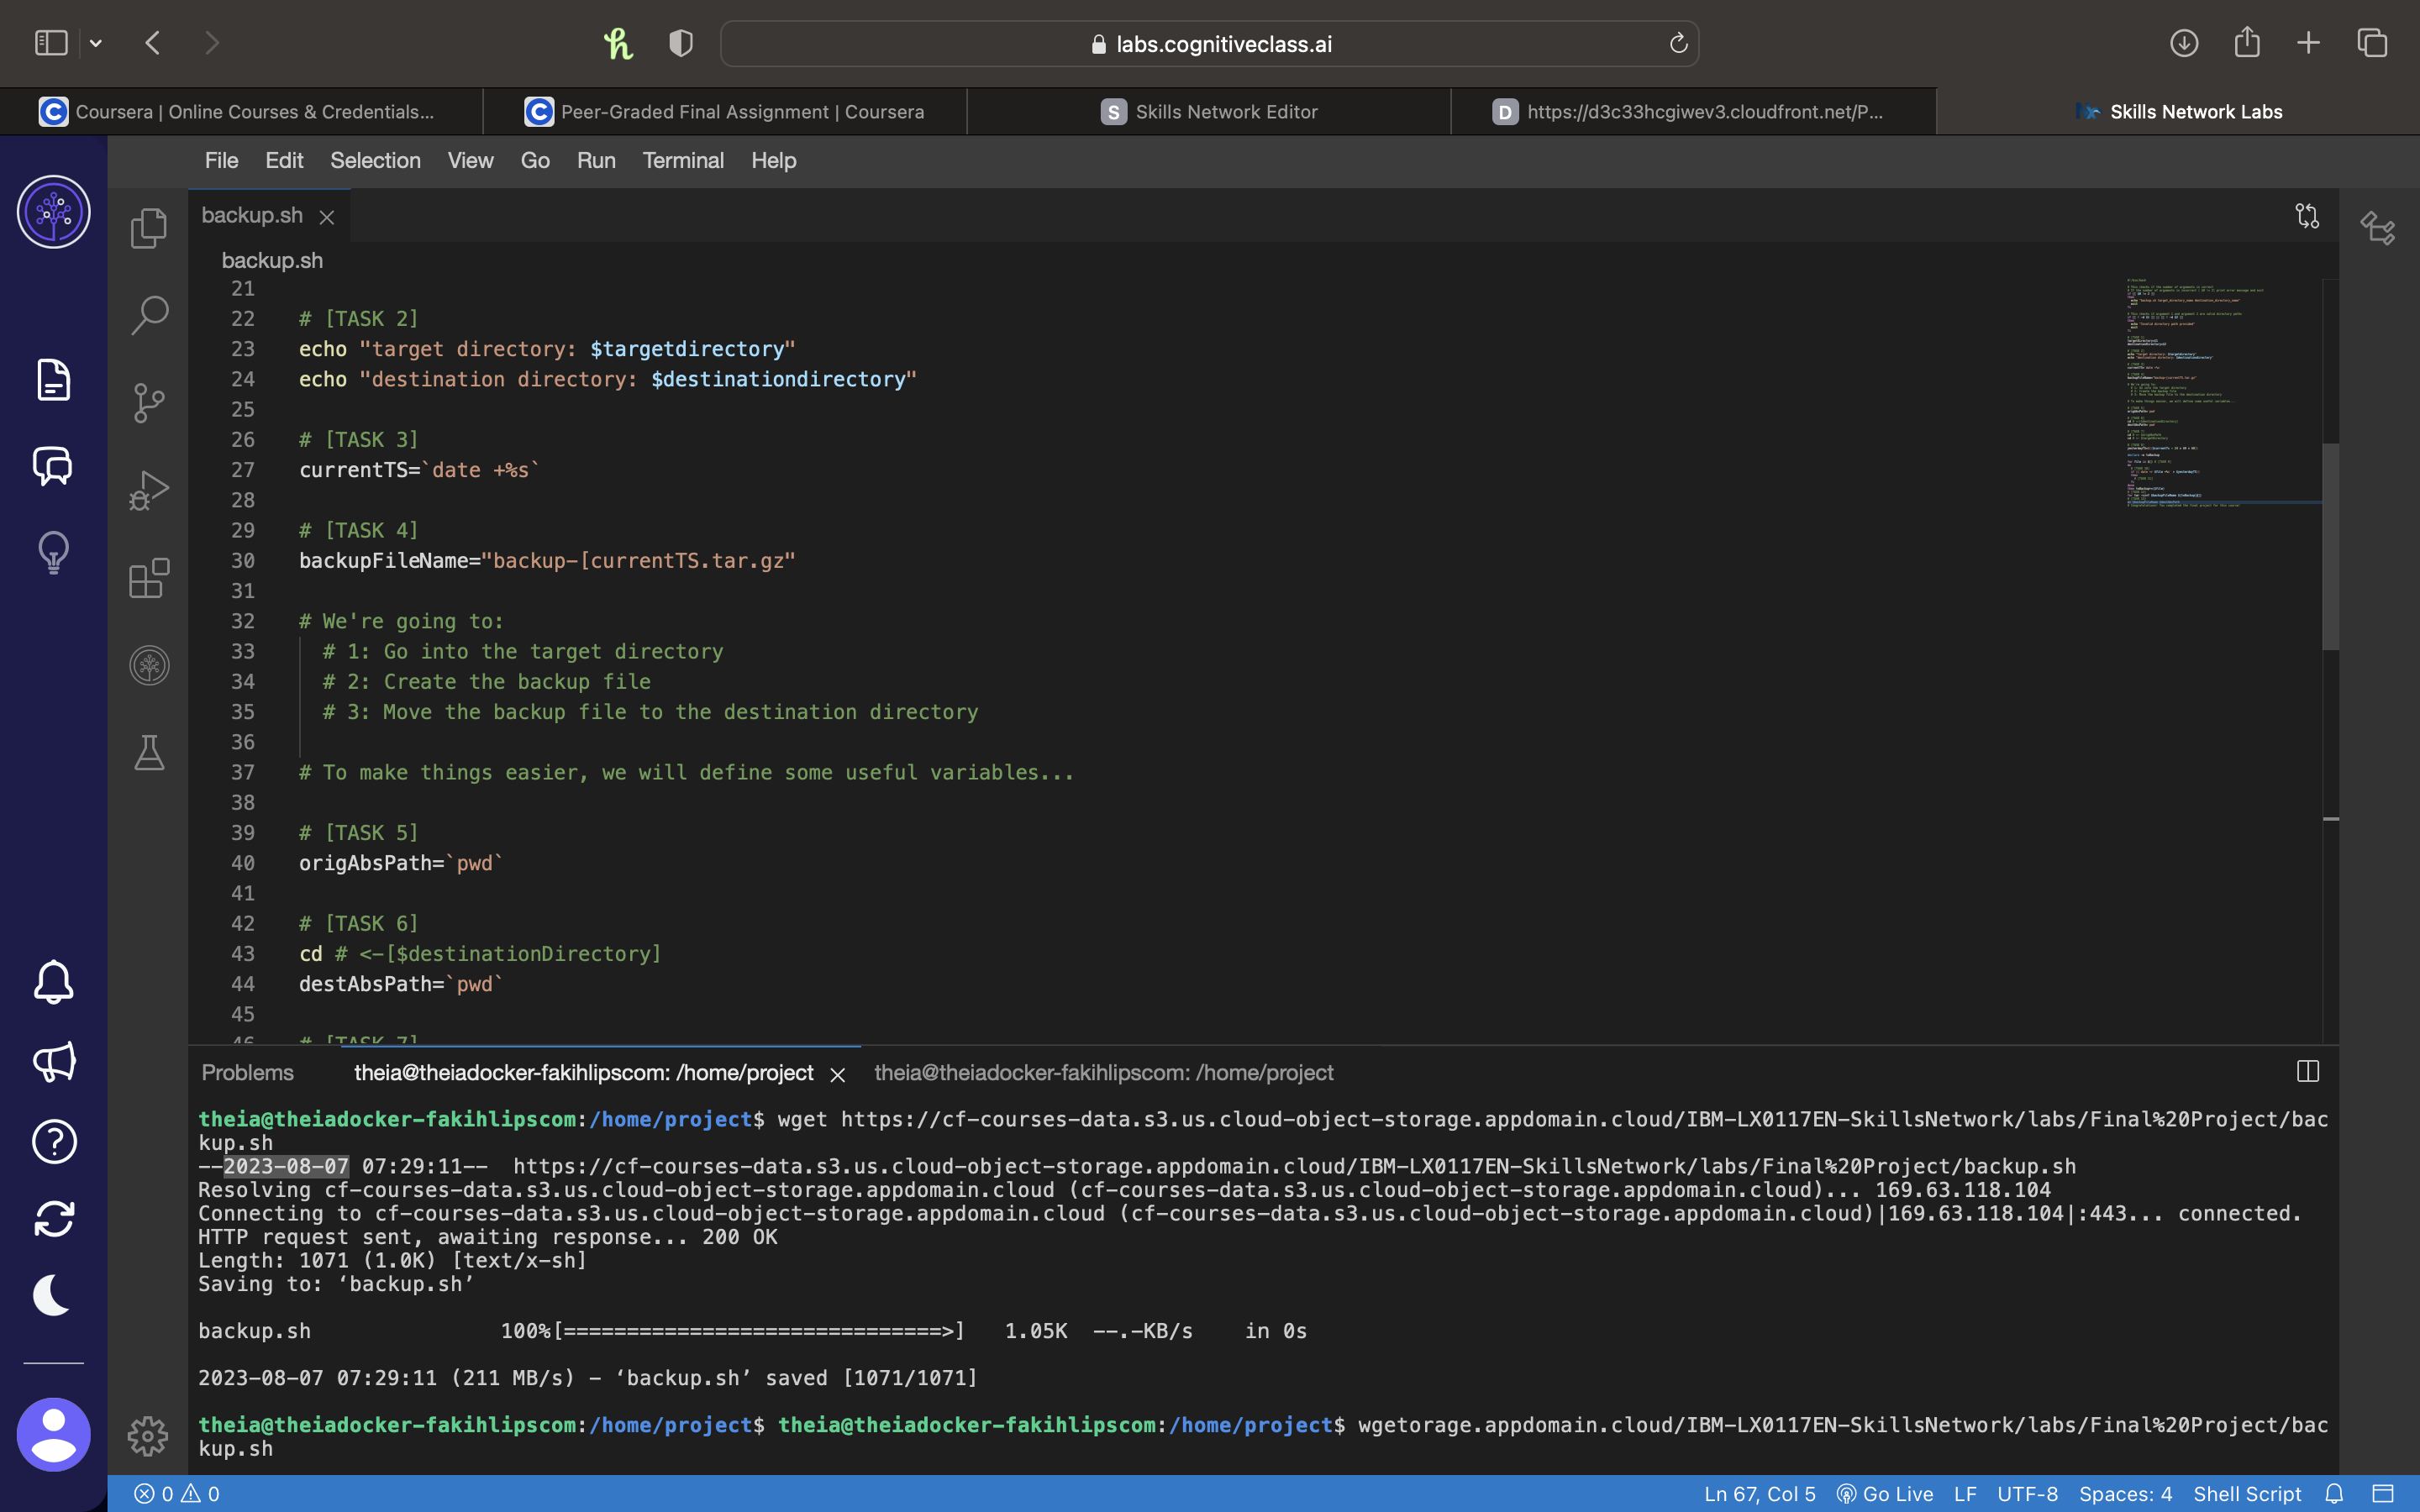 labs.cognitiveclass.ai
Coursera | Online Courses & Credentials...
Peer-Graded Final Assignment | Coursera
S Skills Network Editor
D https://d3c33hcgiwev3.cloudfront.net/P...
Skills Network Labs
File Edit Selection View Go Run Terminal Help
backup.sh
backup.sh
21
22 # [TASK 2]
23 echo "target directory: $targetdirectory"
24 echo "destination directory: $destinationdirectory"
25
26 # [TASK 3]
27 currentTS=`date +%s`
28
29 # [TASK 4]
30 backupFileName="backup-[currentTS.tar.gz"
31
32 # We're going to:
33 # 1: Go into the target directory
34 # 2: Create the backup file
35 # 3: Move the backup file to the destination directory
36
37 # To make things easier, we will define some useful variables...
38
39 # [TASK 5]
40 origAbsPath=`pwd`
41
42 # [TASK 6]
43 cd # <-[$destinationDirectory]
44 destAbsPath=`pwd`
45
46 # [TASK 7]
Problems theia@theiadocker-fakihlipscom: /home/project theia@theiadocker-fakihlipscom: /home/project
theia@theiadocker-fakihlipscom:/home/project$ wget https://cf-courses-data.s3.us.cloud-object-storage.appdomain.cloud/IBM-LX0117EN-SkillsNetwork/labs/Final%20Project/bac
kup.sh
--2023-08-07 07:29:11-- https://cf-courses-data.s3.us.cloud-object-storage.appdomain.cloud/IBM-LX0117EN-SkillsNetwork/labs/Final%20Project/backup.sh
Resolving cf-courses-data.s3.us.cloud-object-storage.appdomain.cloud (cf-courses-data.s3.us.cloud-object-storage.appdomain.cloud)... 169.63.118.104
Connecting to cf-courses-data.s3.us.cloud-object-storage.appdomain.cloud (cf-courses-data.s3.us.cloud-object-storage.appdomain.cloud)|169.63.118.104|:443... connected.
HTTP request sent, awaiting response... 200 OK
Length: 1071 (1.0K) [text/x-sh]
Saving to: ‘backup.sh’
backup.sh 100%[==============================>] 1.05K --.-KB/s in 0s
2023-08-07 07:29:11 (211 MB/s) - ‘backup.sh’ saved [1071/1071]
theia@theiadocker-fakihlipscom:/home/project$ theia@theiadocker-fakihlipscom:/home/project$ wgetorage.appdomain.cloud/IBM-LX0117EN-SkillsNetwork/labs/Final%20Project/bac
kup.sh
0 0 Ln 67, Col 5 Go Live LF UTF-8 Spaces: 4 Shell Script